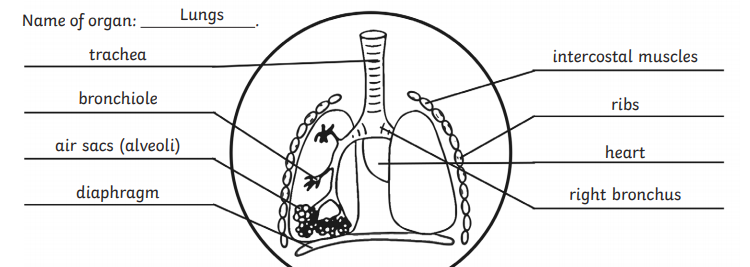 Name of organ: Lungs.
trachea
bronchiole
air sacs (alveoli)
diaphragm
intercostal muscles
ribs
heart
right bronchus